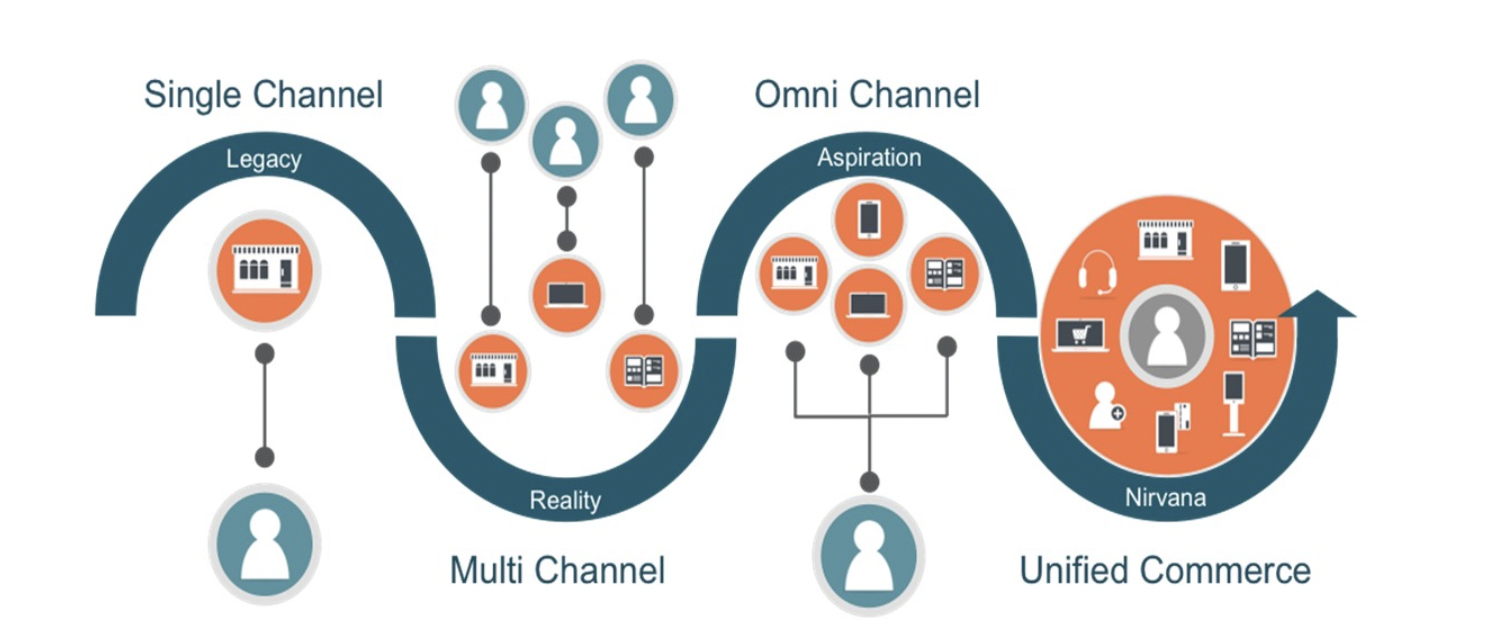 Single Channel
Legacy
Multi Channel
Reality
Omni Channel
Aspiration
Unified Commerce
Nirvana